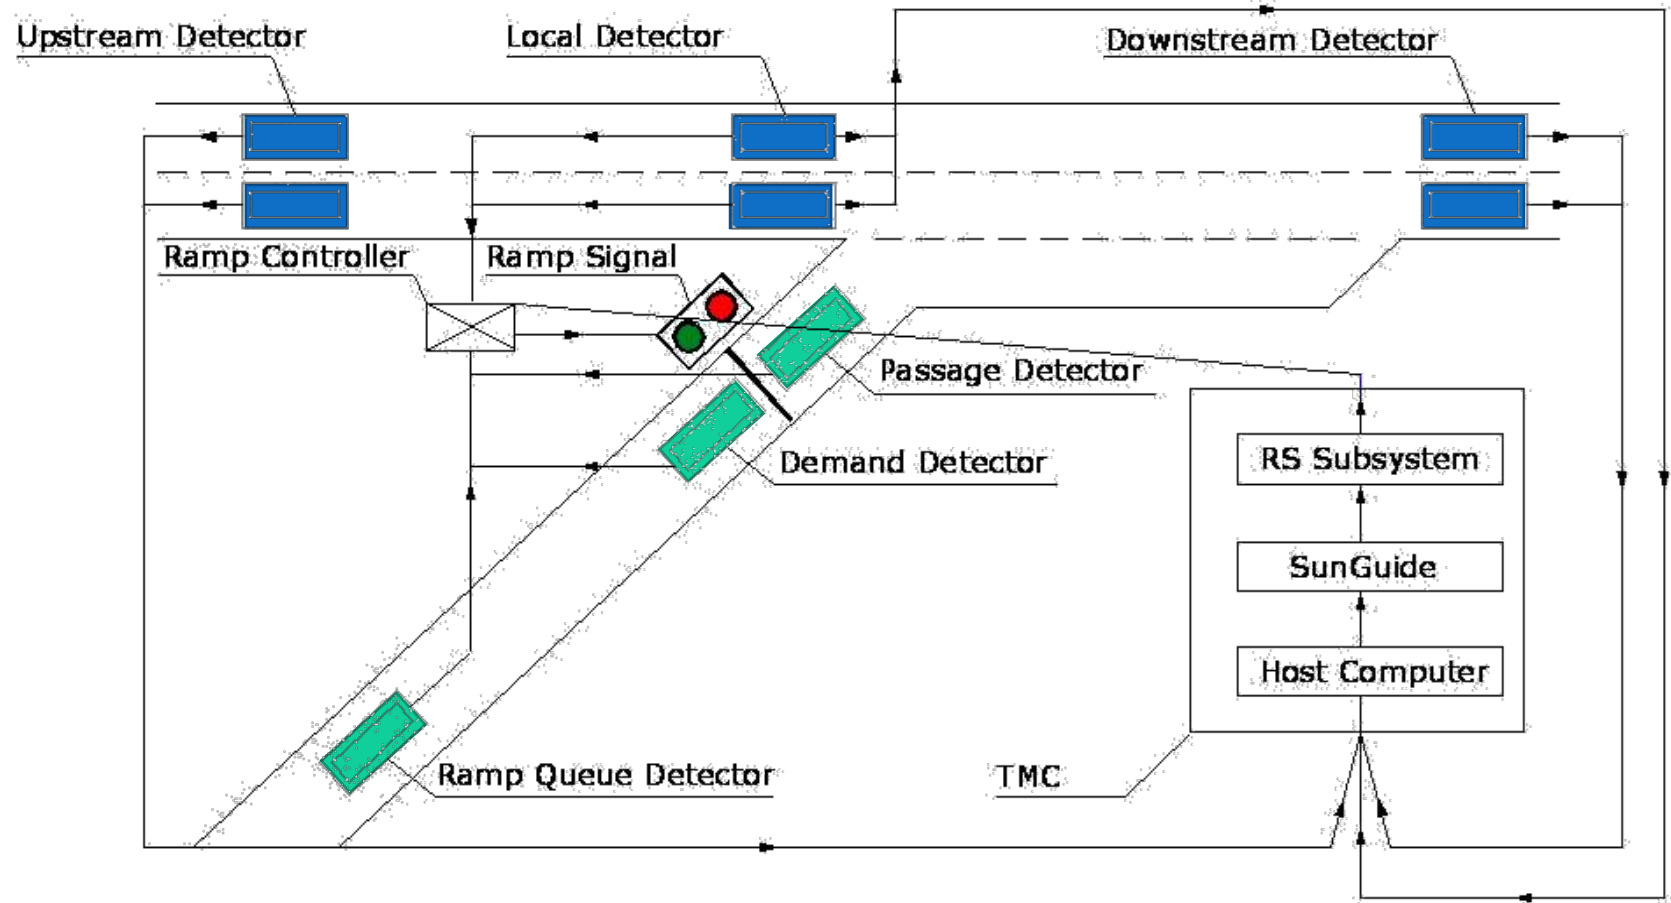 Upstream Detector
Local Detector
Downstream Detector
Ramp Controller
Ramp Signal
Passage Detector
Demand Detector
RS Subsystem
SunGuide
Host Computer
Ramp Queue Detector
TMC